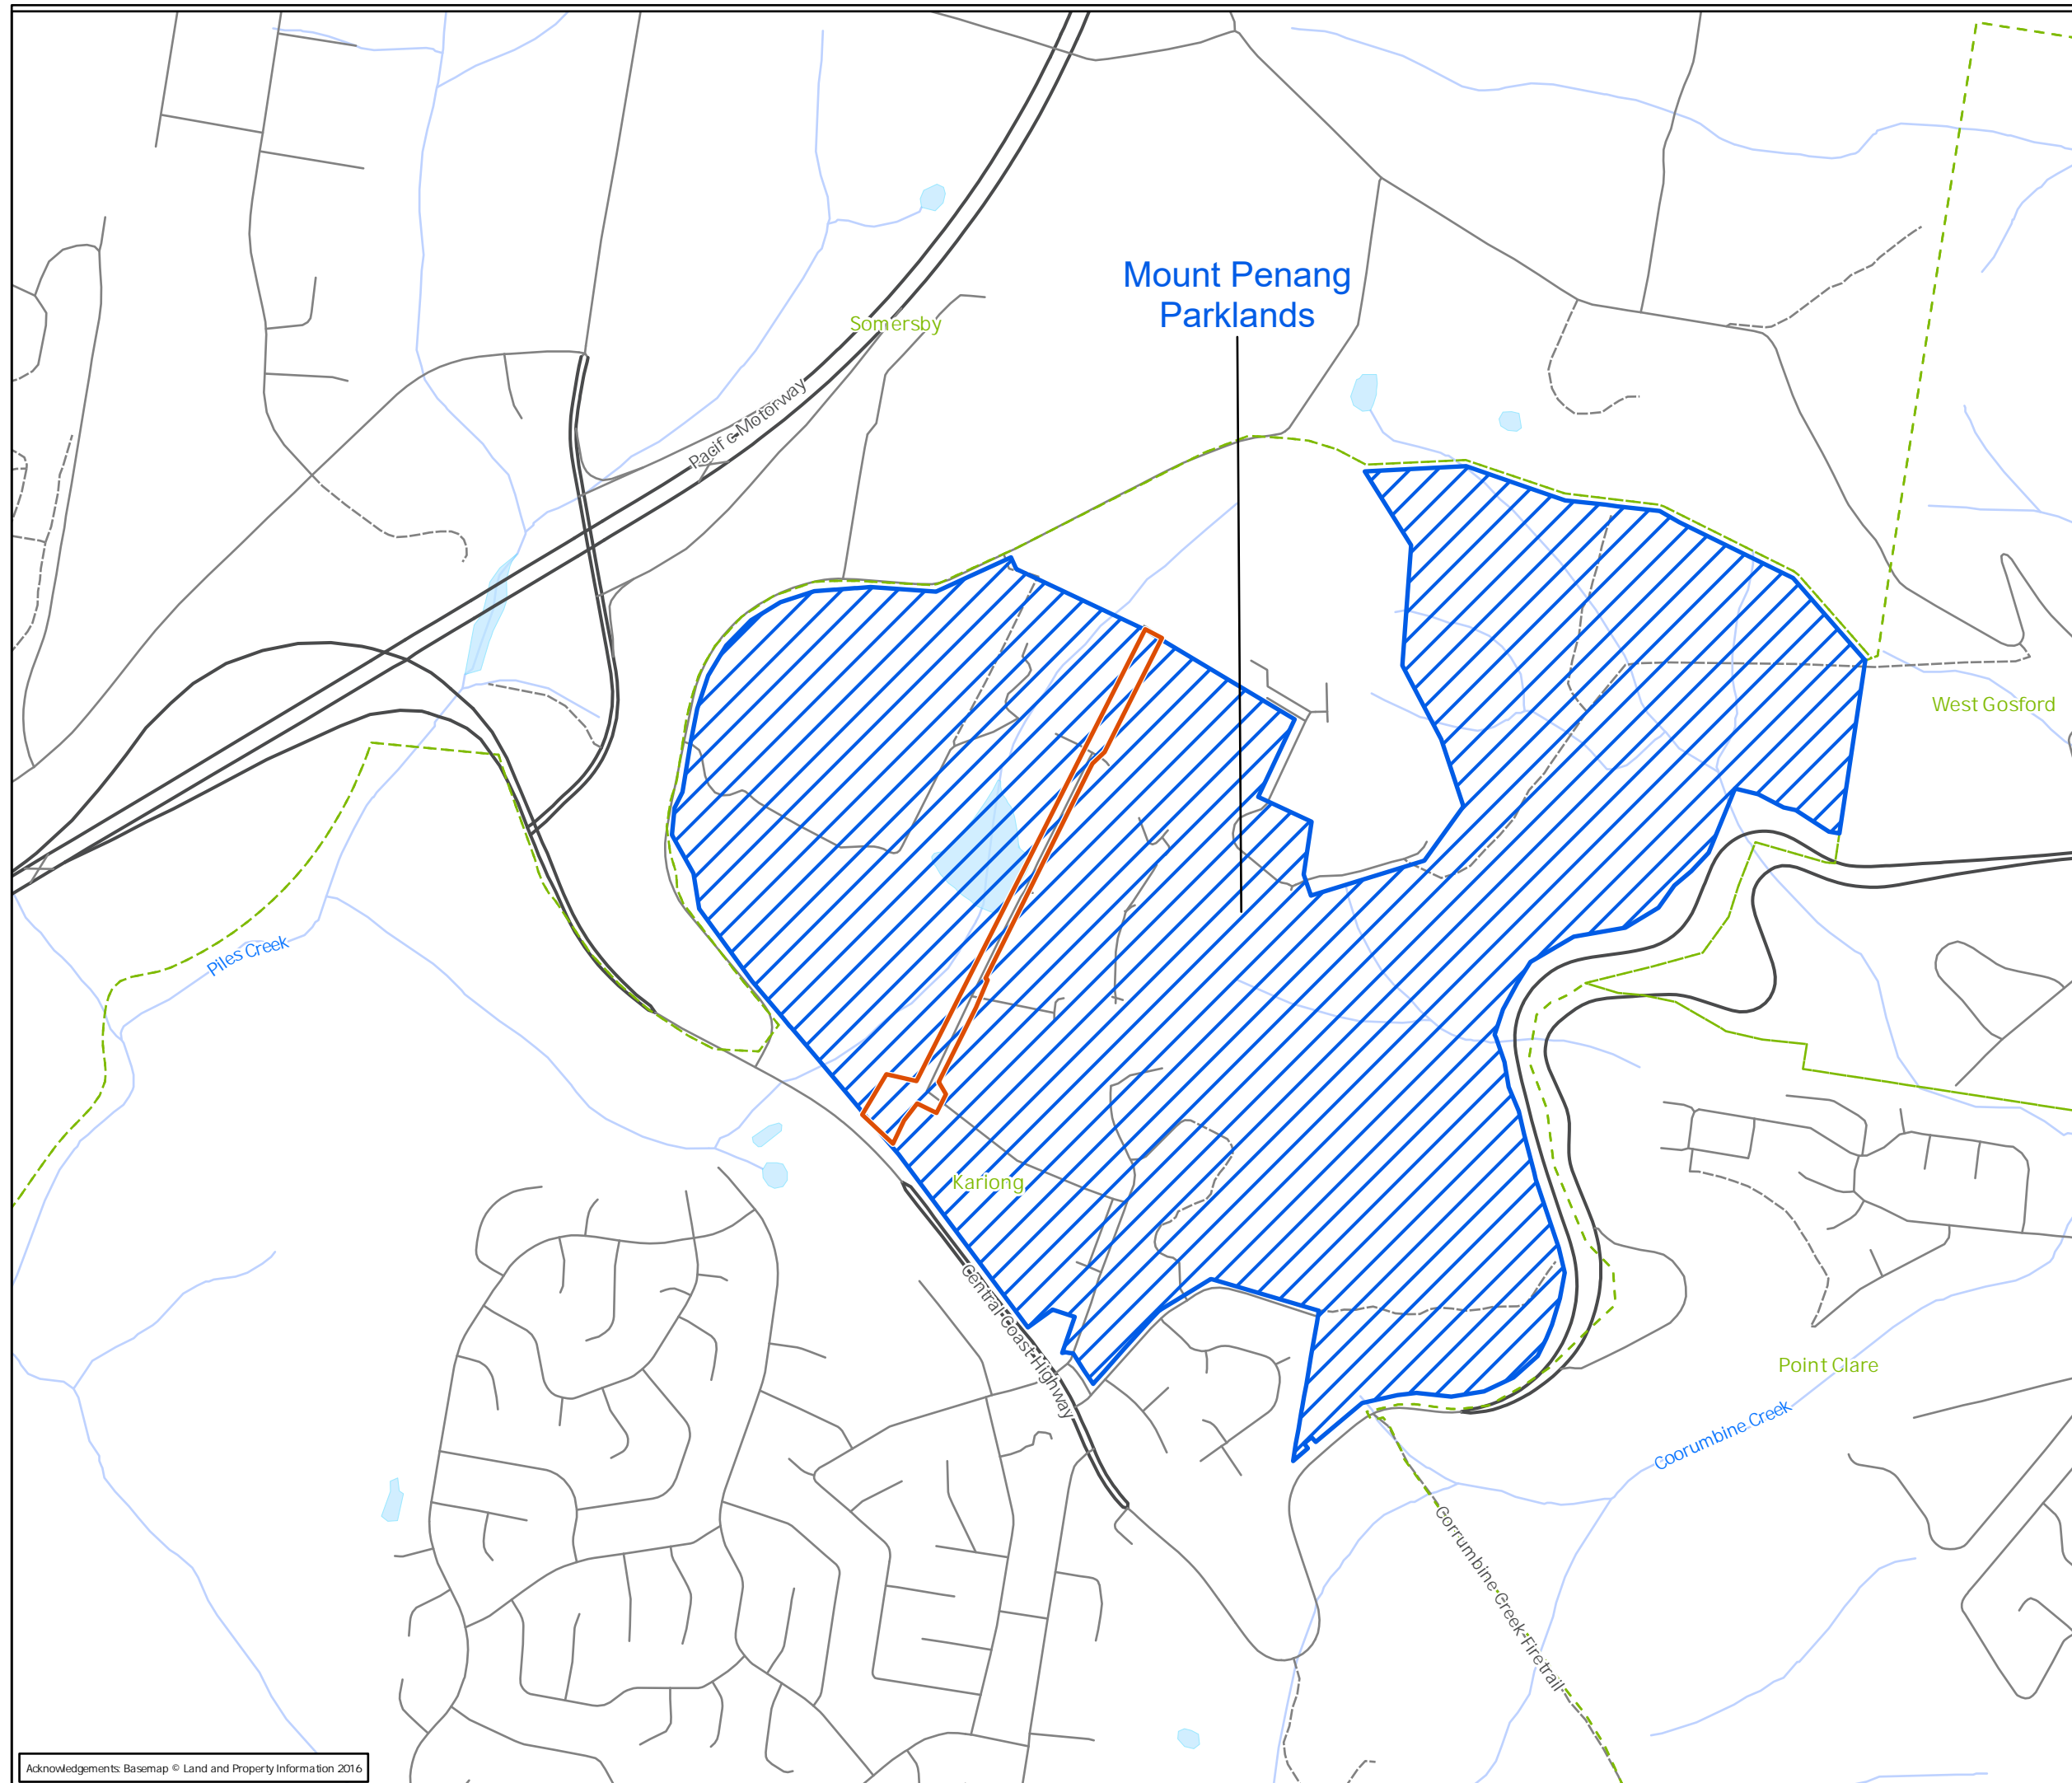 Mount Penang
Parklands
Somersby
Pacific Motorway
West Gosford
Piles Creek
Kariong
Central Coast Highway
Point Clare
Coorumbine Creek
Corrumbine Creek Firetrail
Acknowledgements: Basemap © Land and Property Information 2016